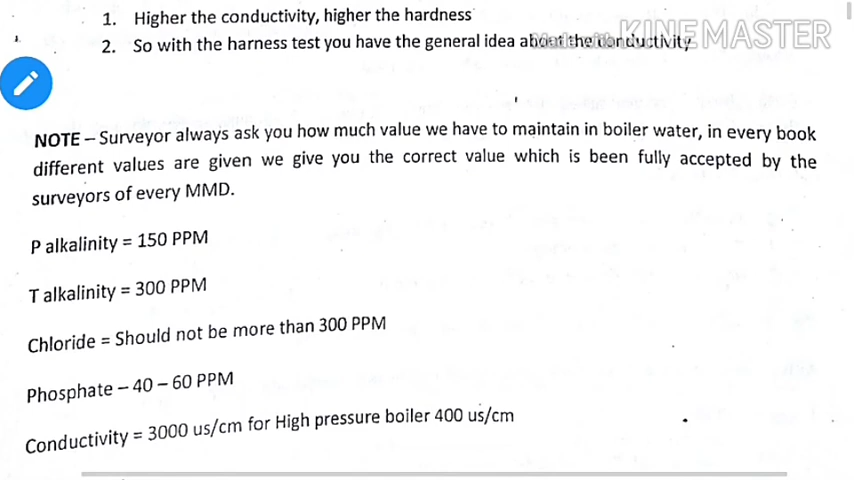 1. Higher the conductivity, higher the hardness
2. So with the harness test you have the general idea about the conductivity
KINEMASTER
NOTE – Surveyor always ask you how much value we have to maintain in boiler water, in every book
different values are given we give you the correct value which is been fully accepted by the
surveyors of every MMD.
P alkalinity = 150 PPM
T alkalinity = 300 PPM
Chloride = Should not be more than 300 PPM
Phosphate – 40 – 60 PPM
Conductivity = 3000 us/cm for High pressure boiler 400 us/cm